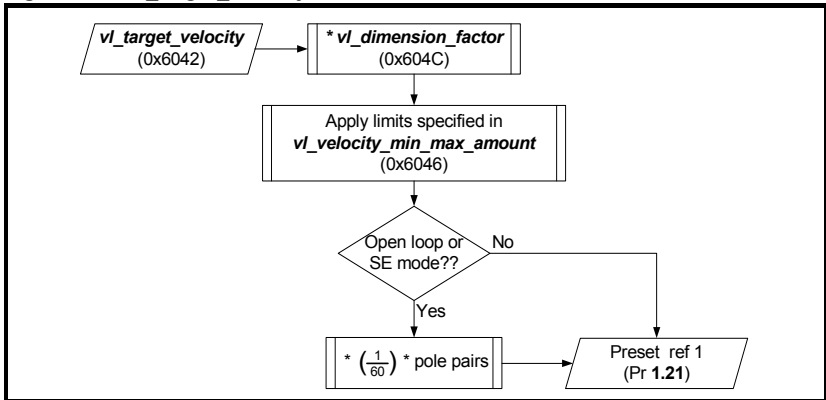 vl_target_velocity
(0x6042)
* vl_dimension_factor
(0x604C)
Apply limits specified in
vl_velocity_min_max_amount
(0x6046)
Open loop or
SE mode??
No
Yes
* (1/60) * pole pairs
Preset ref 1
(Pr 1.21)